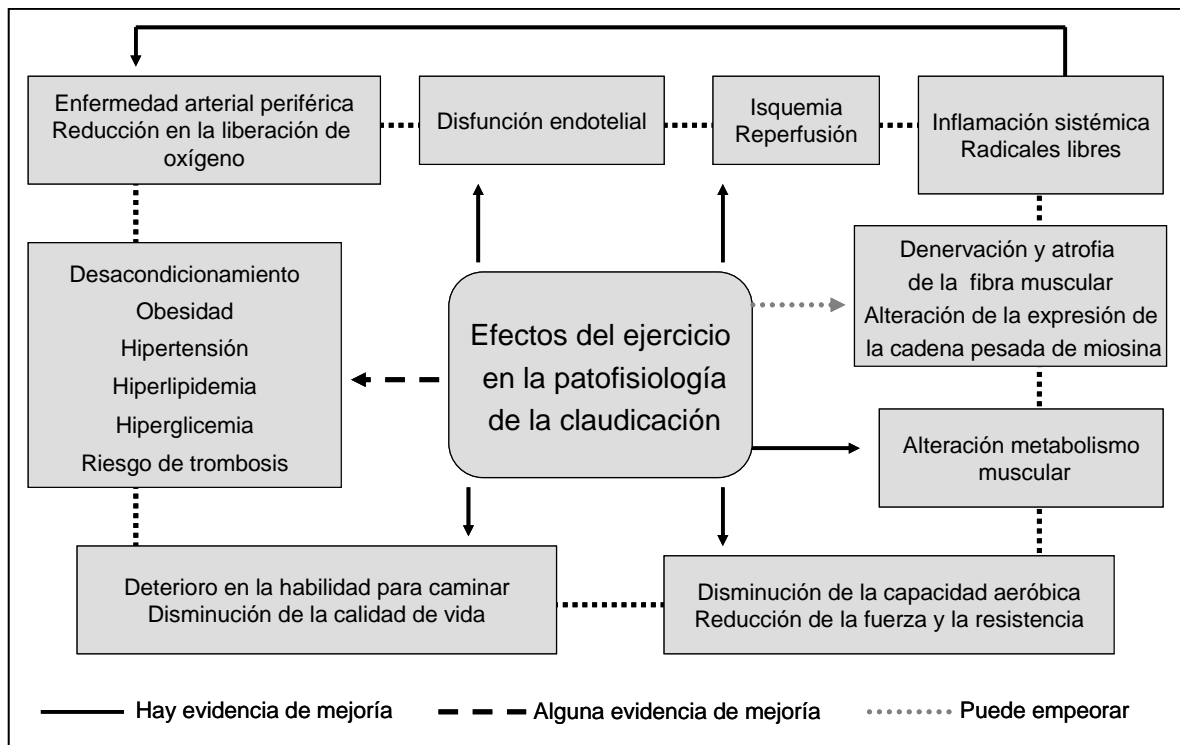 Enfermedad arterial periférica
Reducción en la liberación de
oxígeno
Disfunción endotelial
Isquemia
Reperfusión
Inflamación sistémica
Radicales libres
Desacondicionamiento
Obesidad
Hipertensión
Hiperlipidemia
Hiperglicemia
Riesgo de trombosis
Efectos del ejercicio
en la patofisiología
de la claudicación
Denervación y atrofia
de la fibra muscular
Alteración de la expresión de
la cadena pesada de miosina
Alteración metabolismo
muscular
Deterioro en la habilidad para caminar
Disminución de la calidad de vida
Disminución de la capacidad aeróbica
Reducción de la fuerza y la resistencia
Hay evidencia de mejoría
Alguna evidencia de mejoría
Puede empeorar